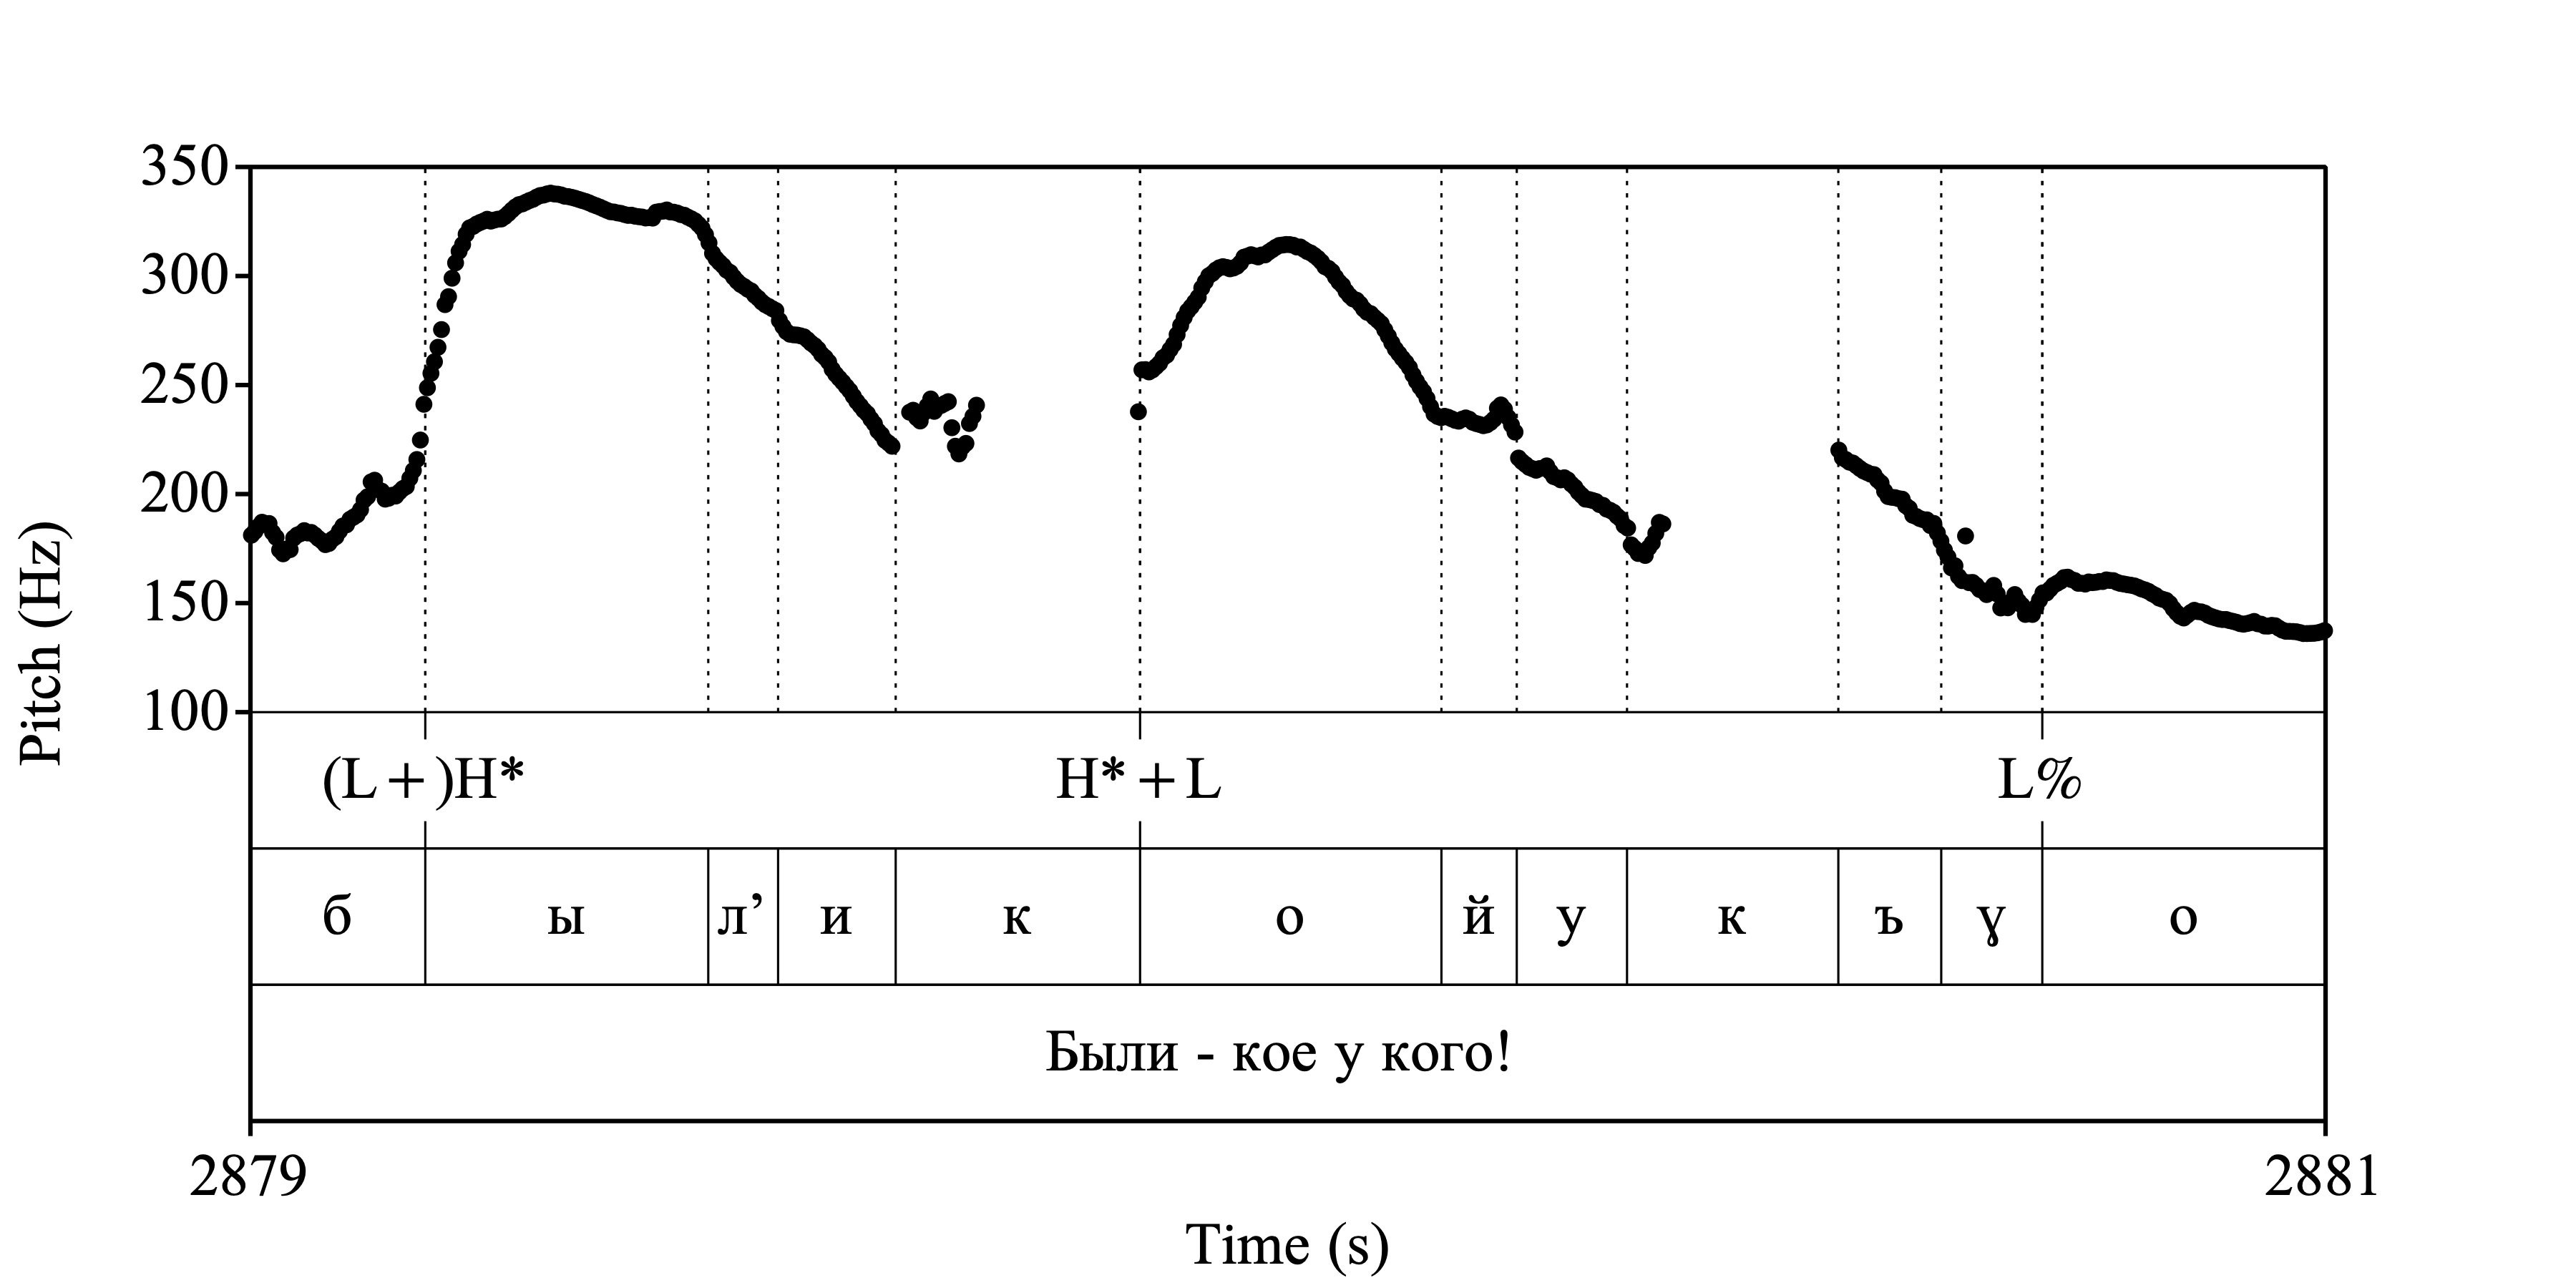 350
300
250
200
150
100
Pitch (Hz)
(L+)H* H*+L L%
б ы л’ и к о й у к ъ ɣ о
Были - кое у кого!
2879 2881
Time (s)